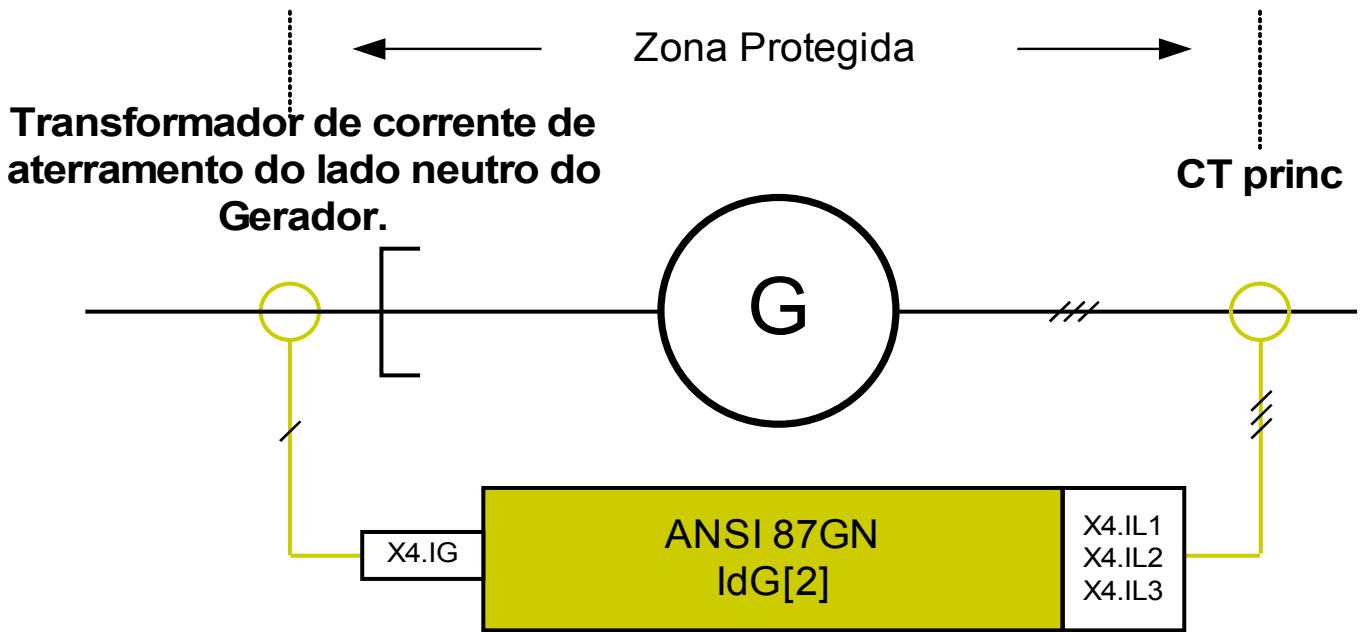 Zona Protegida
Transformador de corrente de
aterramento do lado neutro do
Gerador.
CT princ
G
X4.IG
ANSI 87GN
IdG[2]
X4.IL1
X4.IL2
X4.IL3